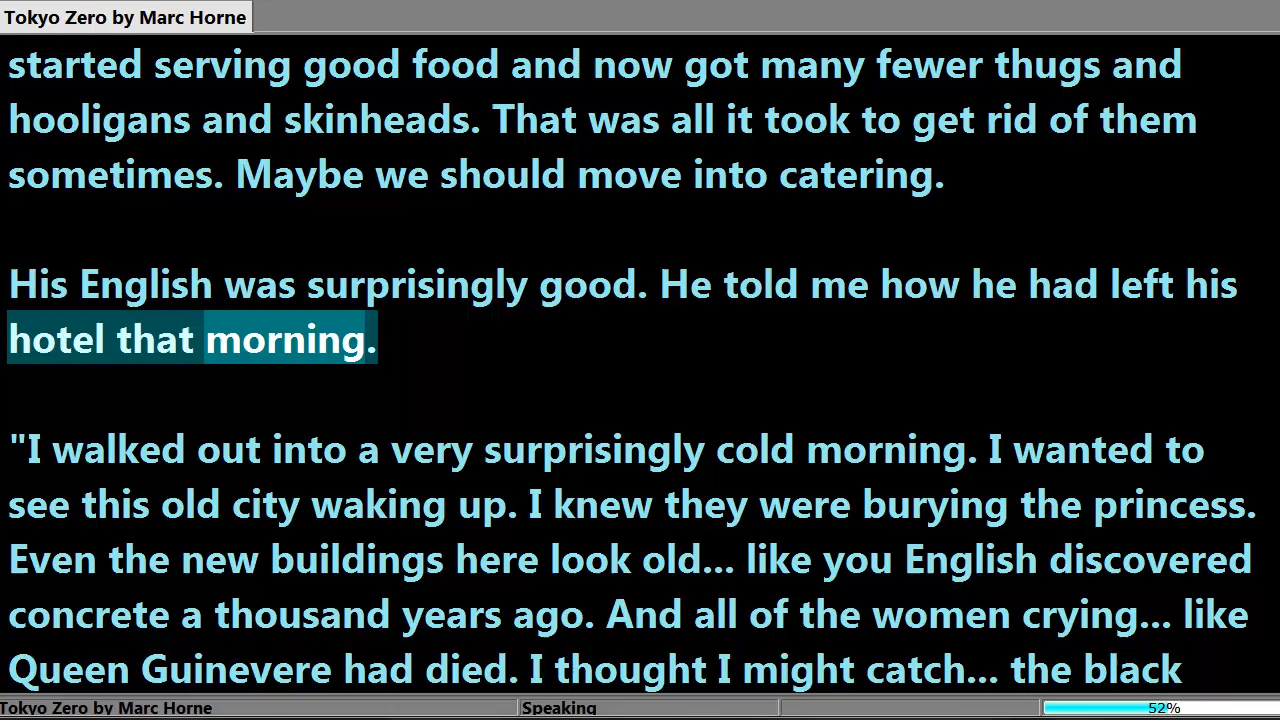 Tokyo Zero by Marc Horne
started serving good food and now got many fewer thugs and
hooligans and skinheads. That was all it took to get rid of them
sometimes. Maybe we should move into catering.
His English was surprisingly good. He told me how he had left his
hotel that morning.
"I walked out into a very surprisingly cold morning. I wanted to
see this old city waking up. I knew they were burying the princess.
Even the new buildings here look old... like you English discovered
concrete a thousand years ago. And all of the women crying... like
Queen Guinevere had died. I thought I might catch... the black
Tokyo Zero by Marc Horne
Speaking
52%